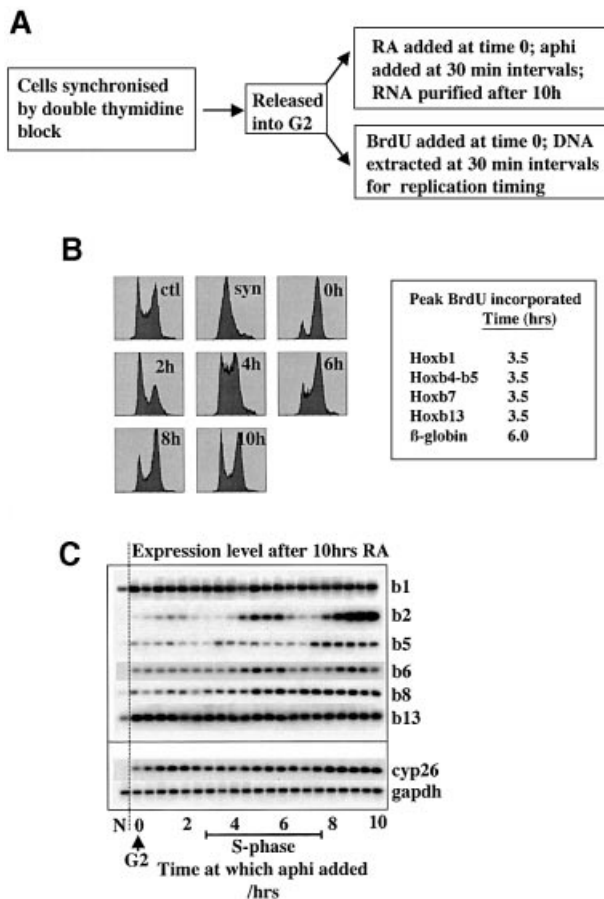 A
Cells synchronised
by double thymidine
block
Released
into G2
RA added at time 0; aphi
added at 30 min intervals;
RNA purified after 10h
BrdU added at time 0; DNA
extracted at 30 min intervals
for replication timing
B
ctl
syn
0h
2h
4h
6h
8h
10h
Peak BrdU incorporated
Time (hrs)
Hoxb1 3.5
Hoxb4-b5 3.5
Hoxb7 3.5
Hoxb13 3.5
ß-globin 6.0
C
Expression level after 10hrs RA
b1
b2
b5
b6
b8
b13
cyp26
gapdh
N 0 2 4 6 8 10
G2
S-phase
Time at which aphi added
/hrs